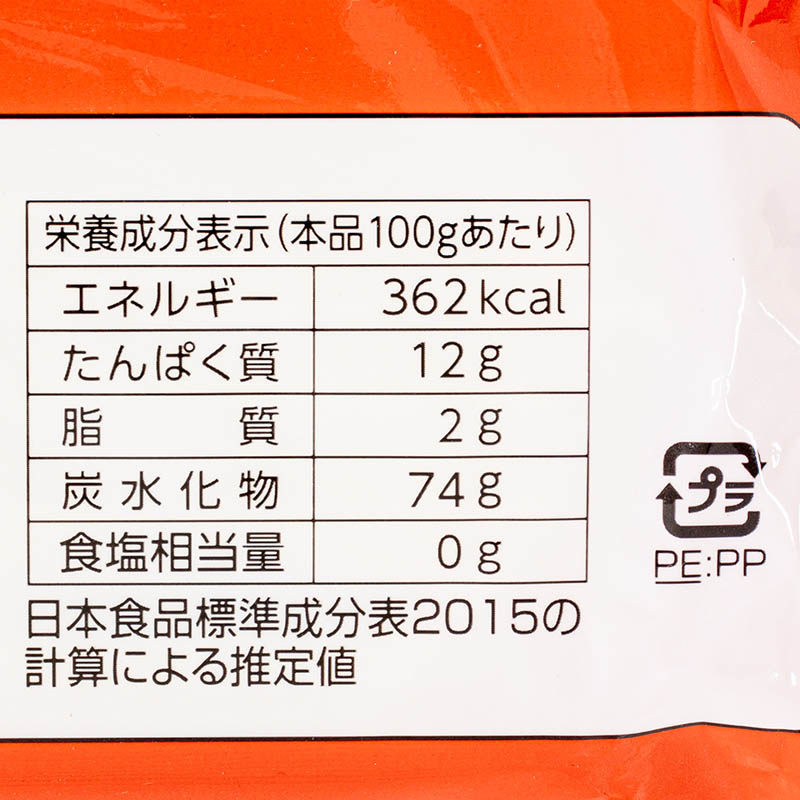 栄養成分表示(本品100gあたり)
エネルギー 362kcal
たんぱく質 12g
脂質 2g
炭水化物 74g
食塩相当量 0g
日本食品標準成分表2015の
計算による推定値
プラ
PE:PP